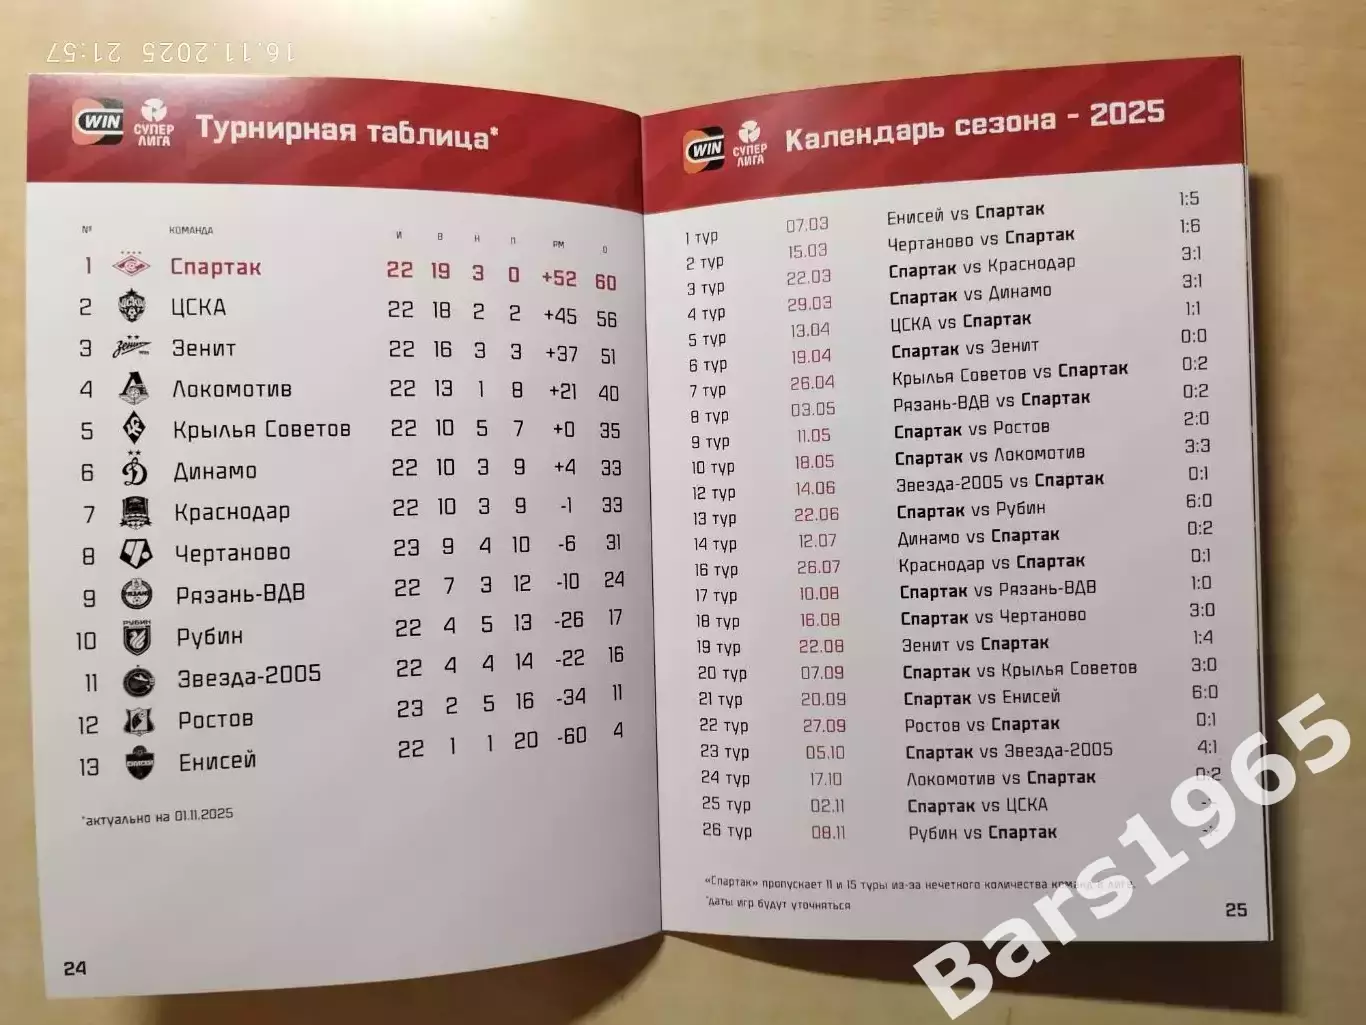 16.11.2025 21:57
WIN СУПЕР ЛИГА Турнирная таблица*
№ КОМАНДА И В Н П РМ О
1 Спартак 22 19 3 0 +52 60
2 ЦСКА 22 18 2 2 +45 56
3 Зенит 22 16 3 3 +37 51
4 Локомотив 22 13 1 8 +21 40
5 Крылья Советов 22 10 5 7 +0 35
6 Динамо 22 10 3 9 +4 33
7 Краснодар 22 10 3 9 -1 33
8 Чертаново 23 9 4 10 -6 31
9 Рязань-ВДВ 22 7 3 12 -10 24
10 Рубин 22 4 5 13 -26 17
11 Звезда-2005 22 4 4 14 -22 16
12 Ростов 23 2 5 16 -34 11
13 Енисей 22 1 1 20 -60 4
*актуально на 01.11.2025
24
WIN СУПЕР ЛИГА Календарь сезона - 2025
1 тур 07.03 Енисей vs Спартак 1:5
2 тур 15.03 Чертаново vs Спартак 1:6
3 тур 22.03 Спартак vs Краснодар 3:1
4 тур 29.03 Спартак vs Динамо 3:1
5 тур 13.04 ЦСКА vs Спартак 1:1
6 тур 19.04 Спартак vs Зенит 0:0
7 тур 26.04 Крылья Советов vs Спартак 0:2
8 тур 03.05 Рязань-ВДВ vs Спартак 0:2
9 тур 11.05 Спартак vs Ростов 2:0
10 тур 18.05 Спартак vs Локомотив 3:3
12 тур 14.06 Звезда-2005 vs Спартак 0:1
13 тур 22.06 Спартак vs Рубин 6:0
14 тур 12.07 Динамо vs Спартак 0:2
16 тур 26.07 Краснодар vs Спартак 0:1
17 тур 10.08 Спартак vs Рязань-ВДВ 1:0
18 тур 16.08 Спартак vs Чертаново 3:0
19 тур 22.08 Зенит vs Спартак 1:4
20 тур 07.09 Спартак vs Крылья Советов 3:0
21 тур 20.09 Спартак vs Енисей 6:0
22 тур 27.09 Ростов vs Спартак 0:1
23 тур 05.10 Спартак vs Звезда-2005 4:1
24 тур 17.10 Локомотив vs Спартак 0:2
25 тур 02.11 Спартак vs ЦСКА
26 тур 08.11 Рубин vs Спартак
«Спартак» пропускает 11 и 15 туры из-за нечетного количества команд в лиге.
*даты игр будут уточняться
25
Bars1965